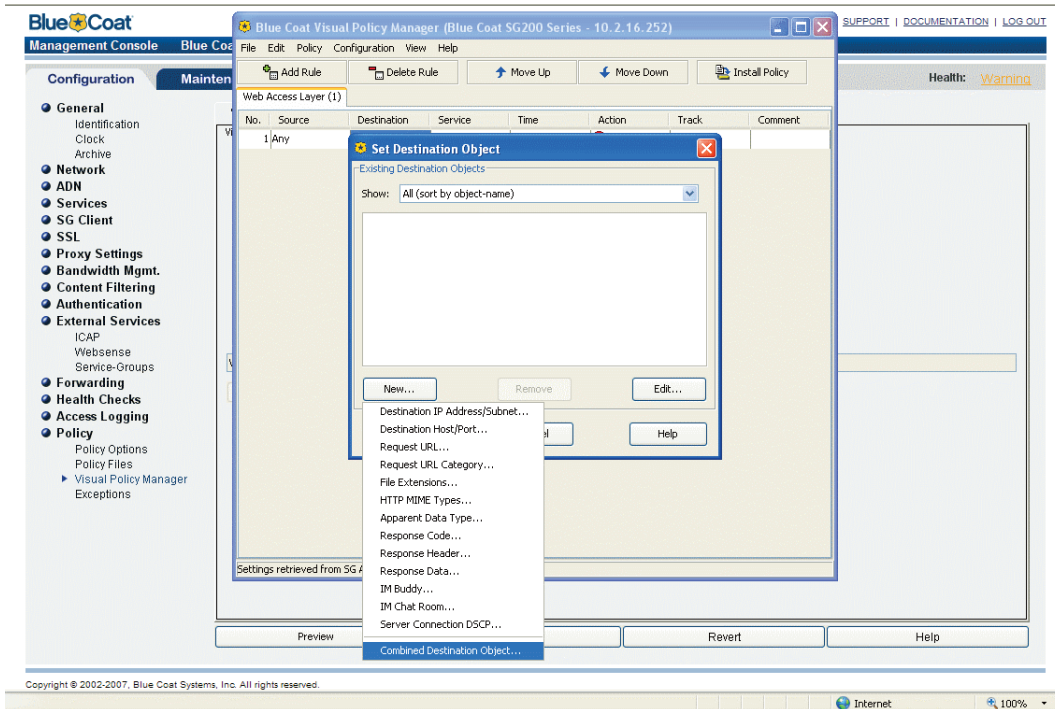 Blue Coat
SUPPORT | DOCUMENTATION | LOG OUT
Management Console Blue Coa
Configuration Mainten
Health: Warning
General
Identification
Clock
Archive
Network
ADN
Services
SG Client
SSL
Proxy Settings
Bandwidth Mgmt.
Content Filtering
Authentication
External Services
ICAP
Websense
Service-Groups
Forwarding
Health Checks
Access Logging
Policy
Policy Options
Policy Files
Visual Policy Manager
Exceptions
Blue Coat Visual Policy Manager (Blue Coat SG200 Series - 10.2.16.252)
File Edit Policy Configuration View Help
Add Rule Delete Rule Move Up Move Down Install Policy
Web Access Layer (1)
No. Source Destination Service Time Action Track Comment
1 Any
Set Destination Object
Existing Destination Objects
Show: All (sort by object-name)
New... Remove Edit...
Help
Destination IP Address/Subnet...
Destination Host/Port...
Request URL...
Request URL Category...
File Extensions...
HTTP MIME Types...
Apparent Data Type...
Response Code...
Response Header...
Response Data...
IM Buddy...
IM Chat Room...
Server Connection DSCP...
Combined Destination Object...
Settings retrieved from SG A
Preview Revert Help
Copyright © 2002-2007, Blue Coat Systems, Inc. All rights reserved.
Internet 100%